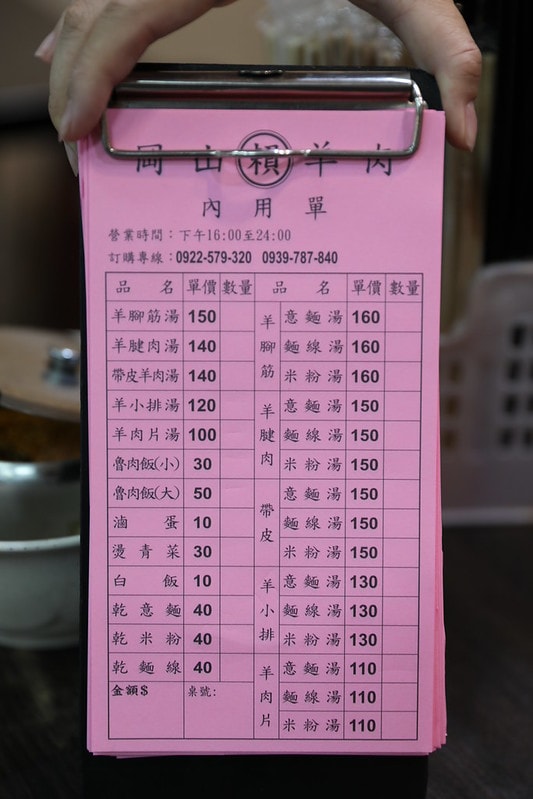 岡山賴羊肉
內用單
營業時間：下午16:00至24:00
訂購專線：0922-579-320 0939-787-840
品名 單價 數量 品名 單價 數量
羊腳筋湯 150 羊腳筋 意麵湯 160
羊腱肉湯 140 麵線湯 160
帶皮羊肉湯 140 米粉湯 160
羊小排湯 120 羊腱肉 意麵湯 150
羊肉片湯 100 麵線湯 150
魯肉飯(小) 30 米粉湯 150
魯肉飯(大) 50 帶皮 意麵湯 150
滷蛋 10 麵線湯 150
燙青菜 30 米粉湯 150
白飯 10 羊小排 意麵湯 130
乾意麵 40 麵線湯 130
乾米粉 40 米粉湯 130
乾麵線 40 羊肉片 意麵湯 110
金額$ 桌號: 麵線湯 110
米粉湯 110